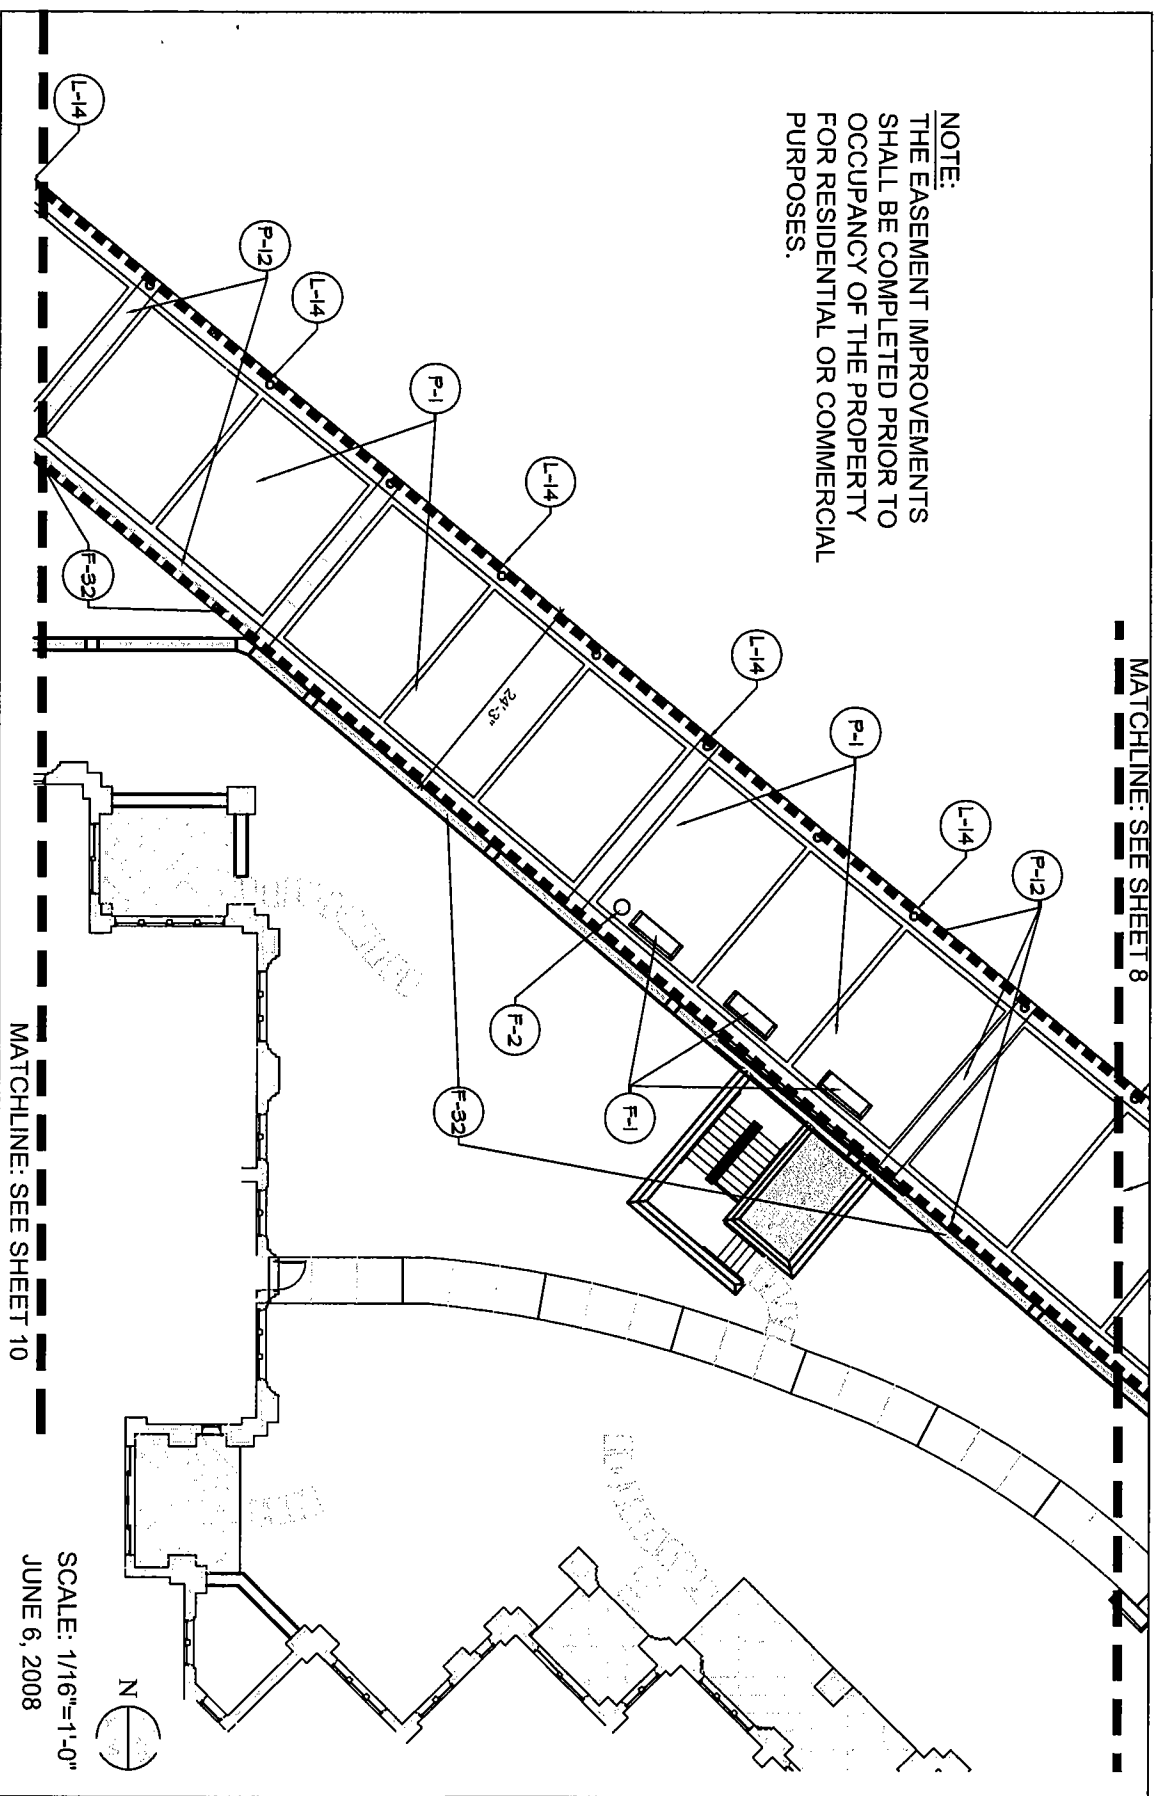 NOTE:
THE EASEMENT IMPROVEMENTS
SHALL BE COMPLETED PRIOR TO
OCCUPANCY OF THE PROPERTY
FOR RESIDENTIAL OR COMMERCIAL
PURPOSES.
MATCHLINE: SEE SHEET 8
P-12
L-14
P-1
L-14
L-14
P-1
L-14
P-12
L-14
24'-3"
F-1
F-2
F-32
F-32
MATCHLINE: SEE SHEET 10
N
SCALE: 1/16"=1'-0"
JUNE 6, 2008